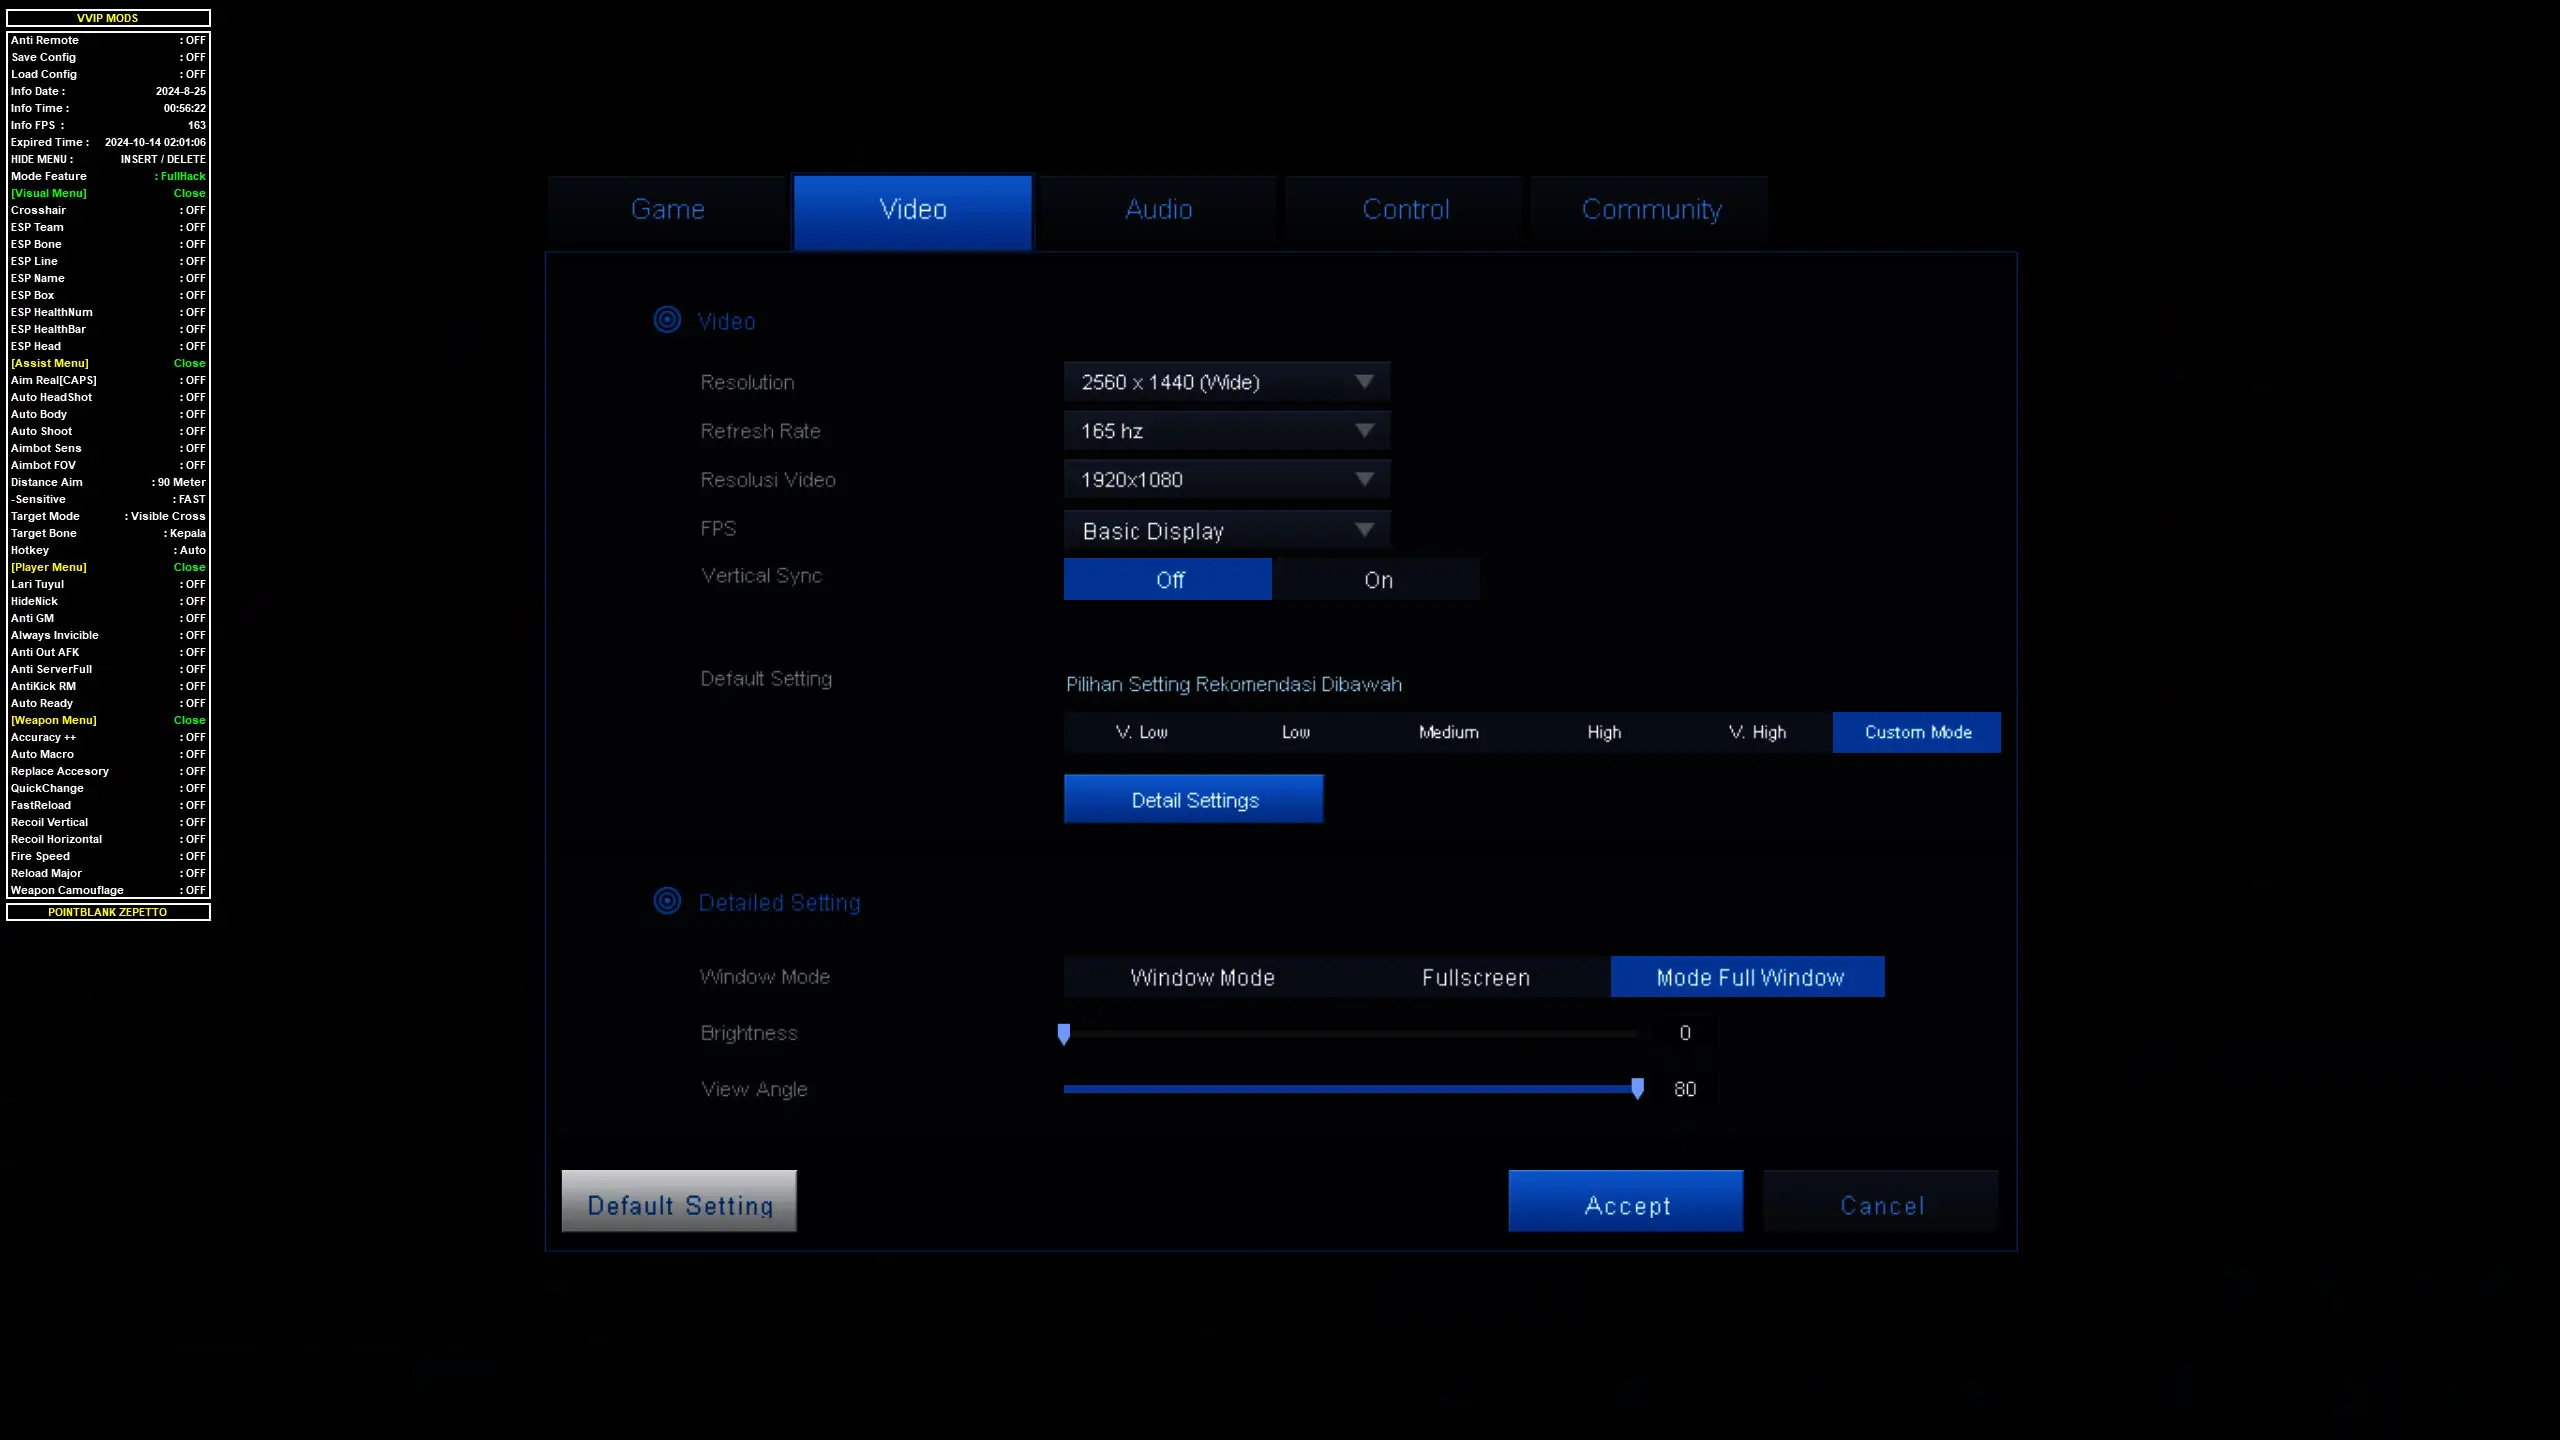 VVIP MODS
Anti Remote : OFF
Save Config : OFF
Load Config : OFF
Info Date : 2024-8-25
Info Time : 00:56:22
Info FPS : 163
Expired Time : 2024-10-14 02:01:06
HIDE MENU : INSERT / DELETE
Mode Feature : FullHack
[Visual Menu] Close
Crosshair : OFF
ESP Team : OFF
ESP Bone : OFF
ESP Line : OFF
ESP Name : OFF
ESP Box : OFF
ESP HealthNum : OFF
ESP HealthBar : OFF
ESP Head : OFF
[Assist Menu] Close
Aim Real[CAPS] : OFF
Auto HeadShot : OFF
Auto Body : OFF
Auto Shoot : OFF
Aimbot Sens : OFF
Aimbot FOV : OFF
Distance Aim : 90 Meter
-Sensitive : FAST
Target Mode : Visible Cross
Target Bone : Kepala
Hotkey : Auto
[Player Menu] Close
Lari Tuyul : OFF
HideNick : OFF
Anti GM : OFF
Always Invicible : OFF
Anti Out AFK : OFF
Anti ServerFull : OFF
AntiKick RM : OFF
Auto Ready : OFF
[Weapon Menu] Close
Accuracy ++ : OFF
Auto Macro : OFF
Replace Accesory : OFF
QuickChange : OFF
FastReload : OFF
Recoil Vertical : OFF
Recoil Horizontal : OFF
Fire Speed : OFF
Reload Major : OFF
Weapon Camouflage : OFF
POINTBLANK ZEPETTO
Game Video Audio Control Community
Video
Resolution 2560 x 1440 (Wide)
Refresh Rate 165 hz
Resolusi Video 1920x1080
FPS Basic Display
Vertical Sync Off On
Default Setting Pilihan Setting Rekomendasi Dibawah
V. Low Low Medium High V. High Custom Mode
Detail Settings
Detailed Setting
Window Mode Window Mode Fullscreen Mode Full Window
Brightness 0
View Angle 80
Default Setting Accept Cancel